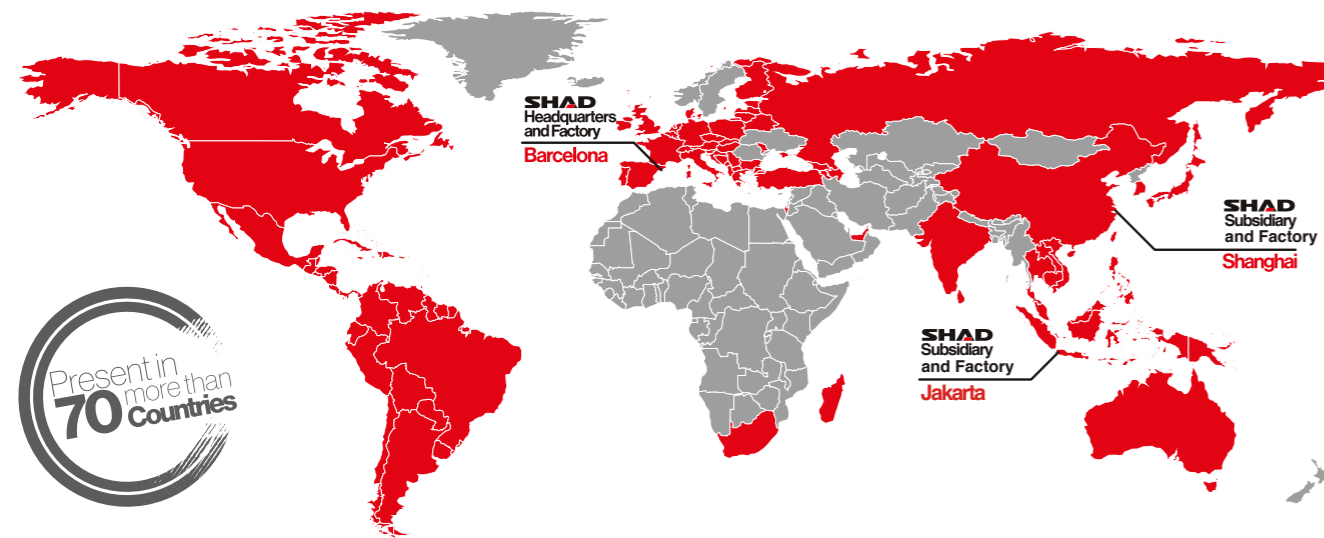 SHAD
Headquarters
and Factory
Barcelona
SHAD
Subsidiary
and Factory
Shanghai
SHAD
Subsidiary
and Factory
Jakarta
Present in
more than
70 Countries